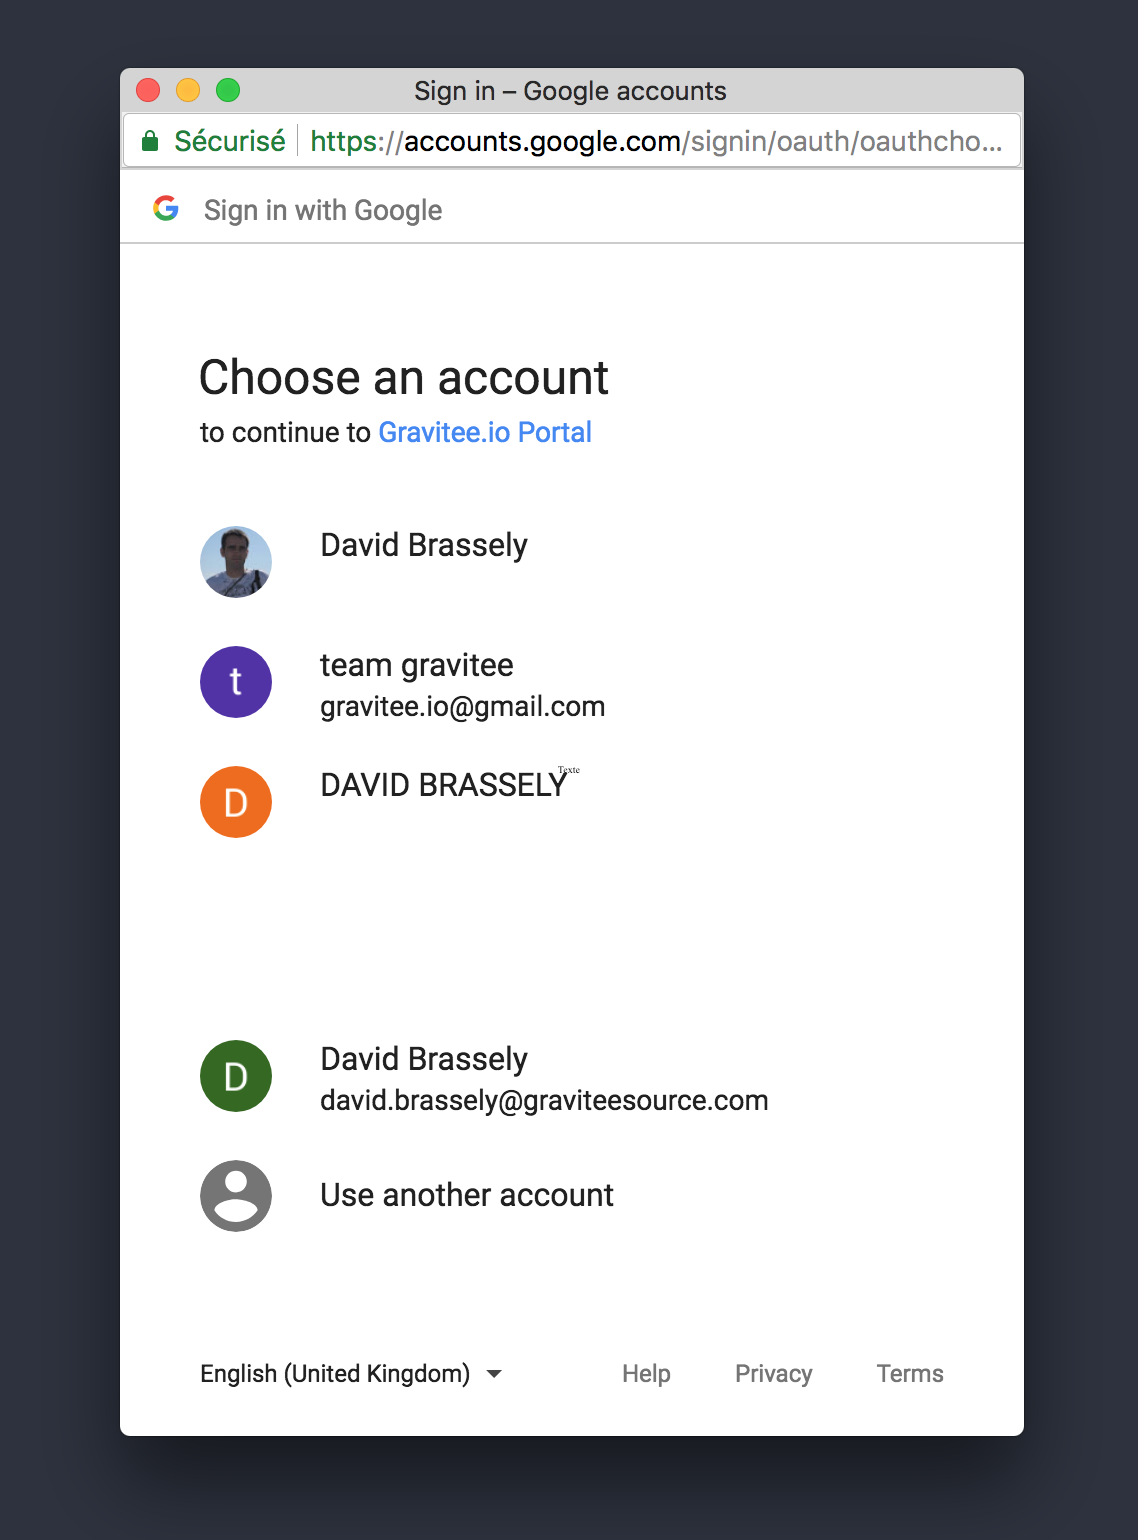 Sign in – Google accounts
Sécurisé https://accounts.google.com/signin/oauth/oauthcho...
Sign in with Google
Choose an account
to continue to Gravitee.io Portal
David Brassely
t
team gravitee
gravitee.io@gmail.com
Texte
D
DAVID BRASSELY
D
David Brassely
david.brassely@graviteesource.com
Use another account
English (United Kingdom) Help Privacy Terms